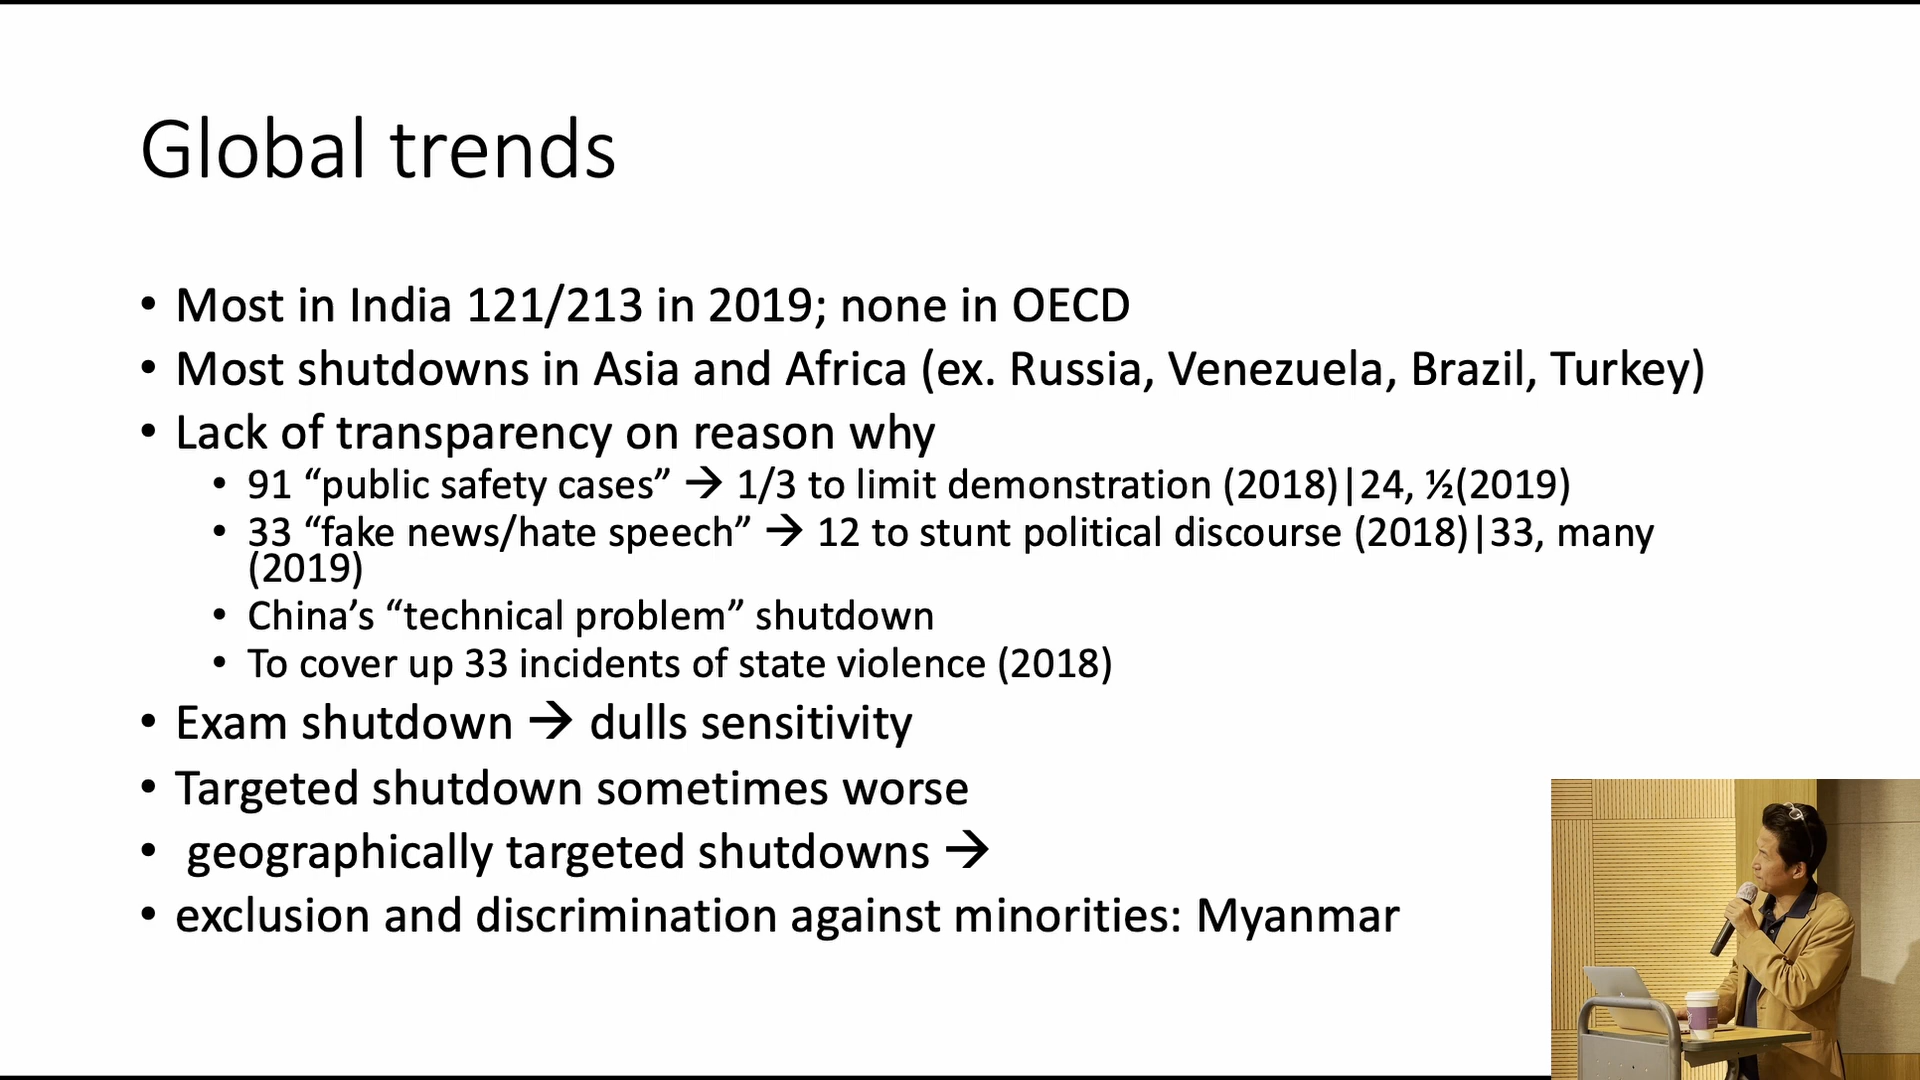 Global trends
• Most in India 121/213 in 2019; none in OECD
• Most shutdowns in Asia and Africa (ex. Russia, Venezuela, Brazil, Turkey)
• Lack of transparency on reason why
• 91 “public safety cases” → 1/3 to limit demonstration (2018)|24, ½(2019)
• 33 “fake news/hate speech” → 12 to stunt political discourse (2018)|33, many
(2019)
• China’s “technical problem” shutdown
• To cover up 33 incidents of state violence (2018)
• Exam shutdown → dulls sensitivity
• Targeted shutdown sometimes worse
• geographically targeted shutdowns →
• exclusion and discrimination against minorities: Myanmar